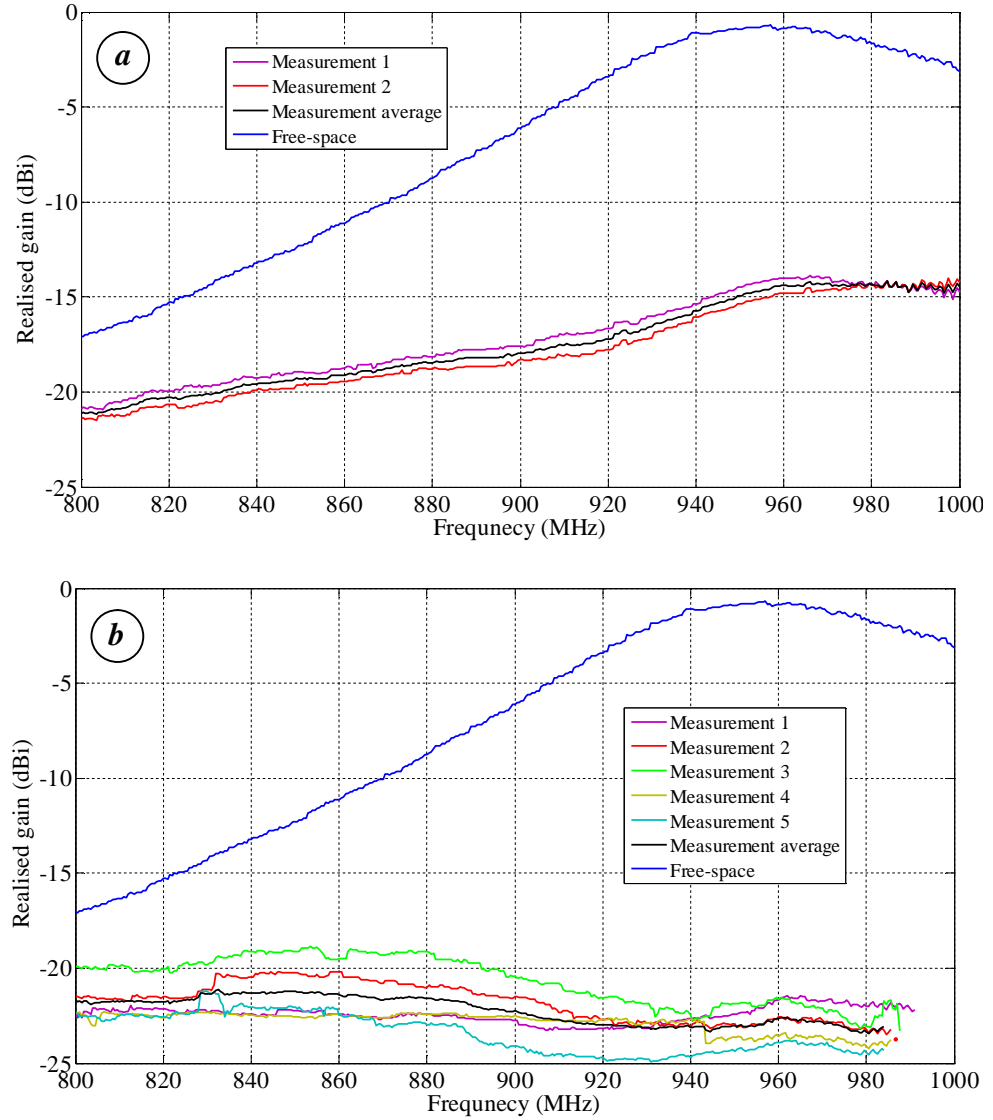 a
0
-5
-10
-15
-20
-25
Realised gain (dBi)
Measurement 1
Measurement 2
Measurement average
Free-space
800 820 840 860 880 900 920 940 960 980 1000
Frequnecy (MHz)
b
0
-5
-10
-15
-20
-25
Realised gain (dBi)
Measurement 1
Measurement 2
Measurement 3
Measurement 4
Measurement 5
Measurement average
Free-space
800 820 840 860 880 900 920 940 960 980 1000
Frequnecy (MHz)